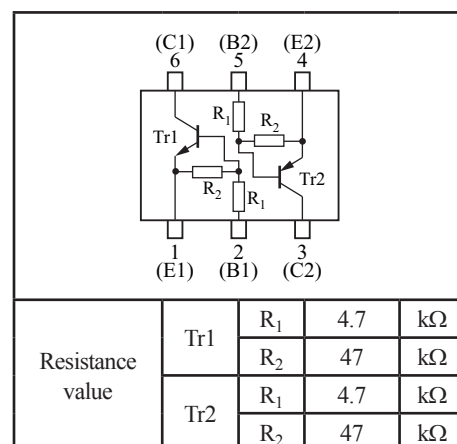 (C1) (B2) (E2)
6 5 4
R1 R2
Tr1
Tr2
R2 R1
1 2 3
(E1) (B1) (C2)
Resistance value Tr1 R1 4.7 kΩ
R2 47 kΩ
Tr2 R1 4.7 kΩ
R2 47 kΩ